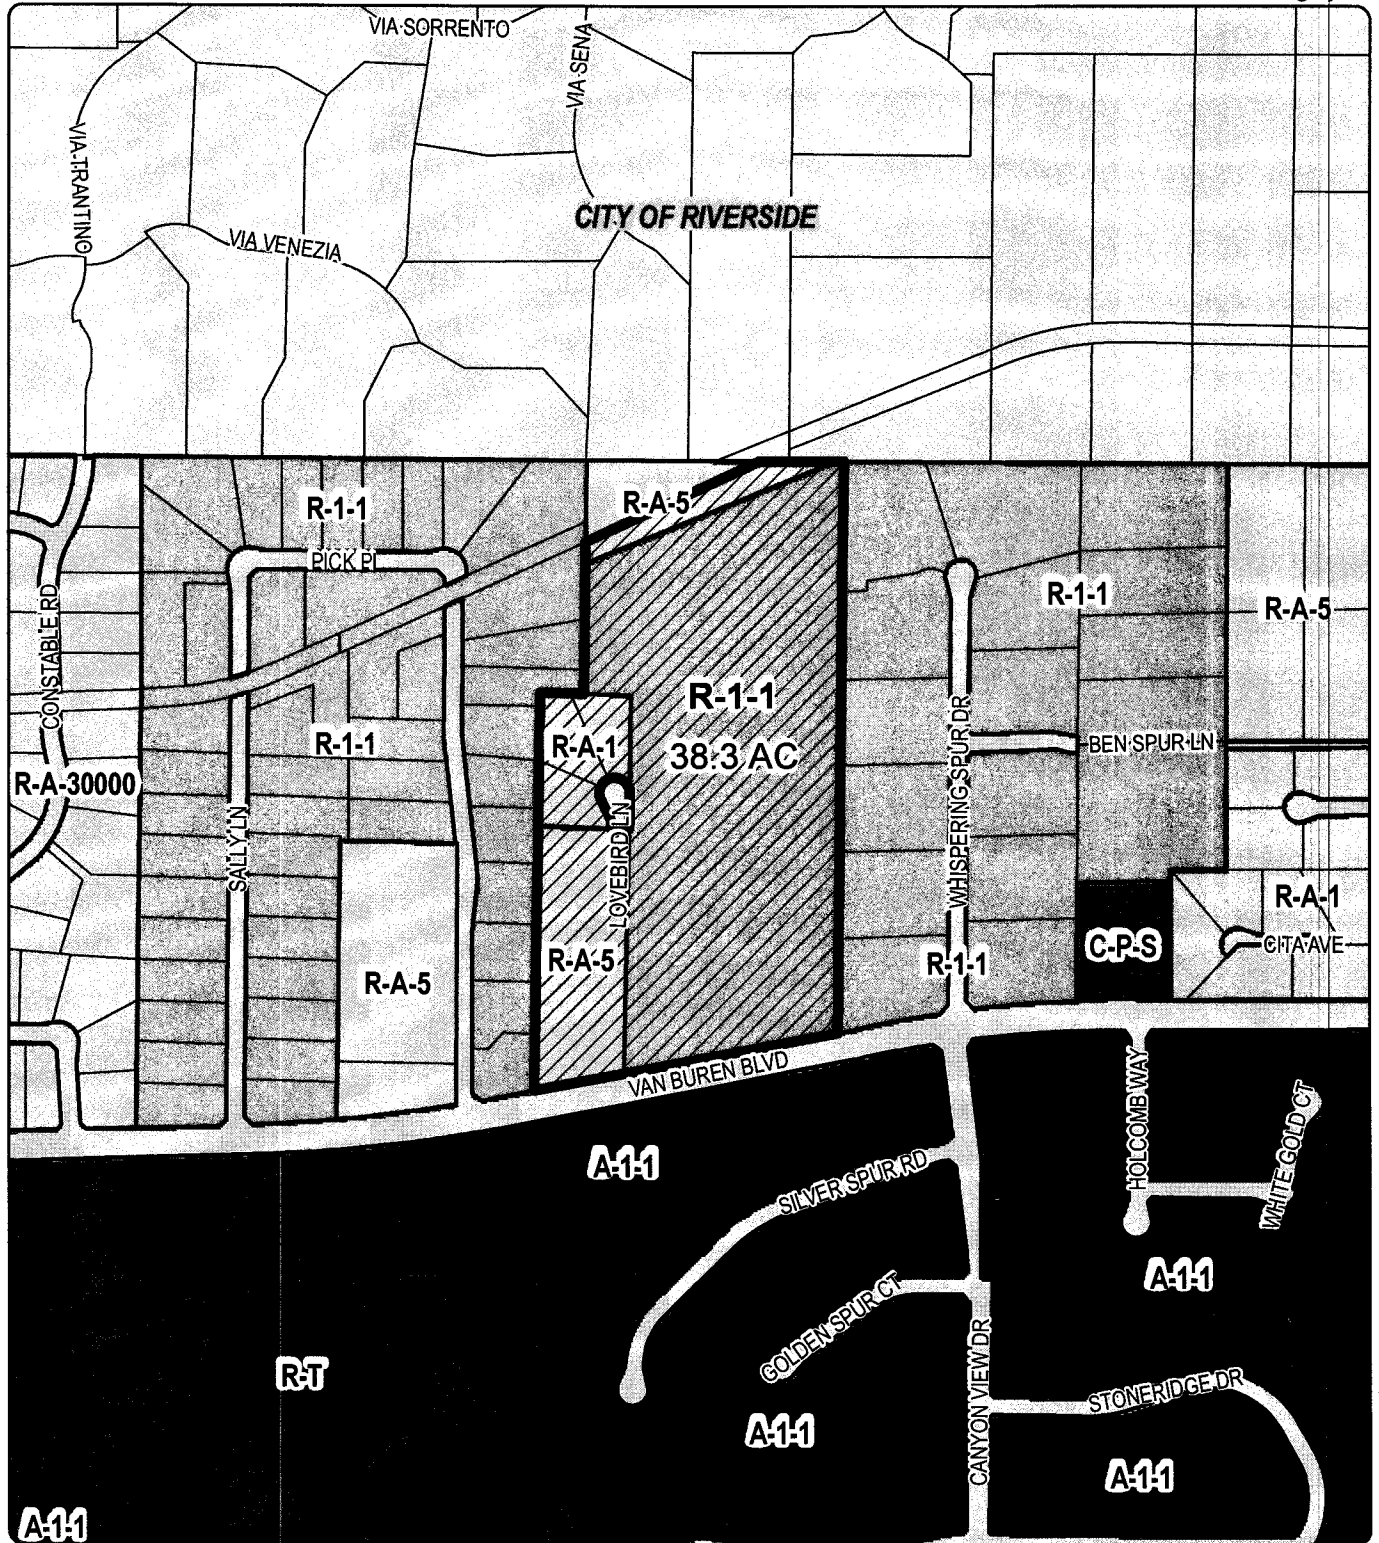 VIA SORRENTO
VIA SENA
VIA TRANTINO
CITY OF RIVERSIDE
VIA VENEZIA
R-1-1
R-A-5
PICK PL
R-1-1
R-A-5
CONSTABLE RD
R-1-1
38.3 AC
R-1-1
R-A-1
WHISPERING SPUR DR
BEN SPUR LN
R-A-30000
SALLY LN
LOVEBIRD LN
R-A-1
R-A-5
R-A-5
R-1-1
C-P-S
CITA AVE
VAN BUREN BLVD
HOLCOMB WAY
WHITE GOLD CT
A-1-1
SILVER SPUR RD
A-1-1
GOLDEN SPUR CT
CANYON VIEW DR
R-T
STONERIDGE DR
A-1-1
A-1-1
A-1-1